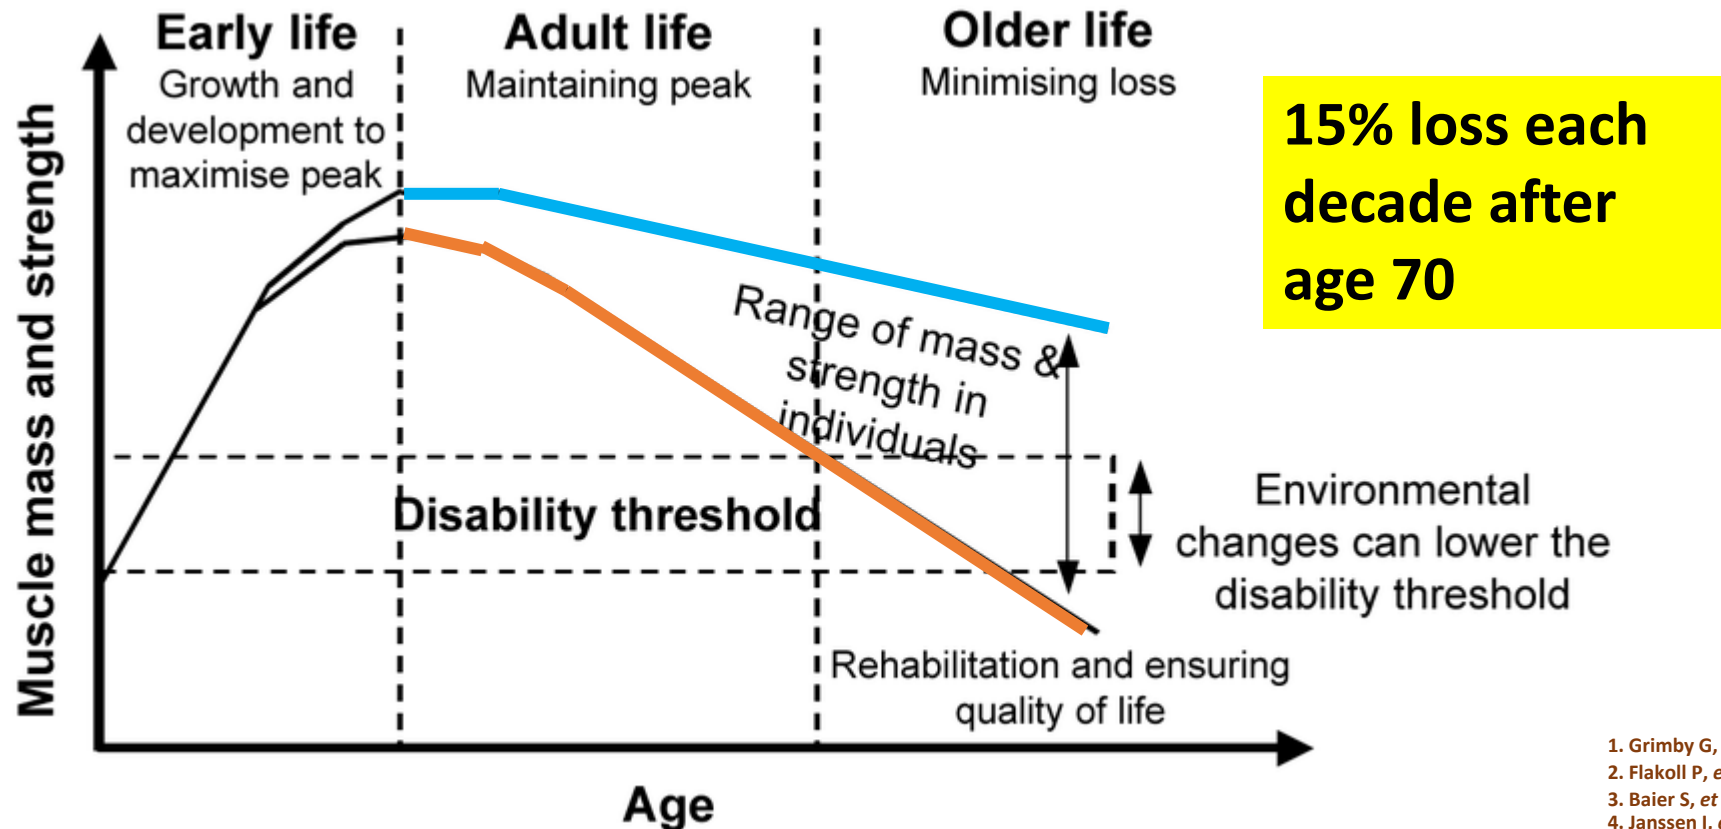 Early life
Growth and
development to
maximise peak
Adult life
Maintaining peak
Older life
Minimising loss
15% loss each
decade after
age 70
Muscle mass and strength
Range of mass &
strength in
individuals
Disability threshold
Environmental
changes can lower the
disability threshold
Rehabilitation and ensuring
quality of life
Age
1. Grimby G,
2. Flakoll P, e
3. Baier S, et
4. Janssen I,